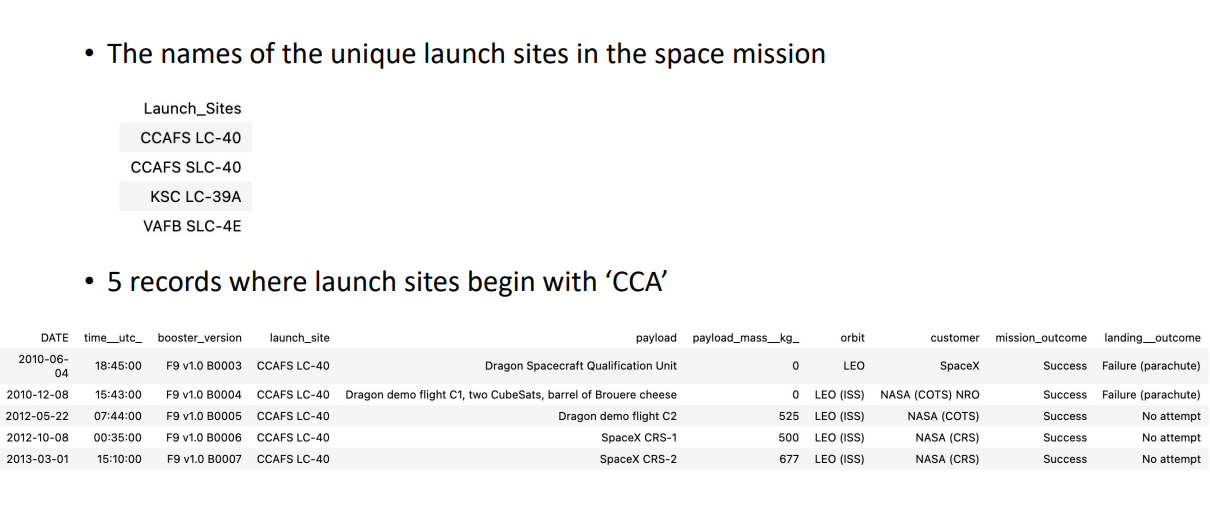 • The names of the unique launch sites in the space mission
Launch_Sites
CCAFS LC-40
CCAFS SLC-40
KSC LC-39A
VAFB SLC-4E
• 5 records where launch sites begin with ‘CCA’
DATE time__utc_ booster_version launch_site payload payload_mass__kg_ orbit customer mission_outcome landing__outcome
2010-06-
04 18:45:00 F9 v1.0 B0003 CCAFS LC-40 Dragon Spacecraft Qualification Unit 0 LEO SpaceX Success Failure (parachute)
2010-12-08 15:43:00 F9 v1.0 B0004 CCAFS LC-40 Dragon demo flight C1, two CubeSats, barrel of Brouere cheese 0 LEO (ISS) NASA (COTS) NRO Success Failure (parachute)
2012-05-22 07:44:00 F9 v1.0 B0005 CCAFS LC-40 Dragon demo flight C2 525 LEO (ISS) NASA (COTS) Success No attempt
2012-10-08 00:35:00 F9 v1.0 B0006 CCAFS LC-40 SpaceX CRS-1 500 LEO (ISS) NASA (CRS) Success No attempt
2013-03-01 15:10:00 F9 v1.0 B0007 CCAFS LC-40 SpaceX CRS-2 677 LEO (ISS) NASA (CRS) Success No attempt